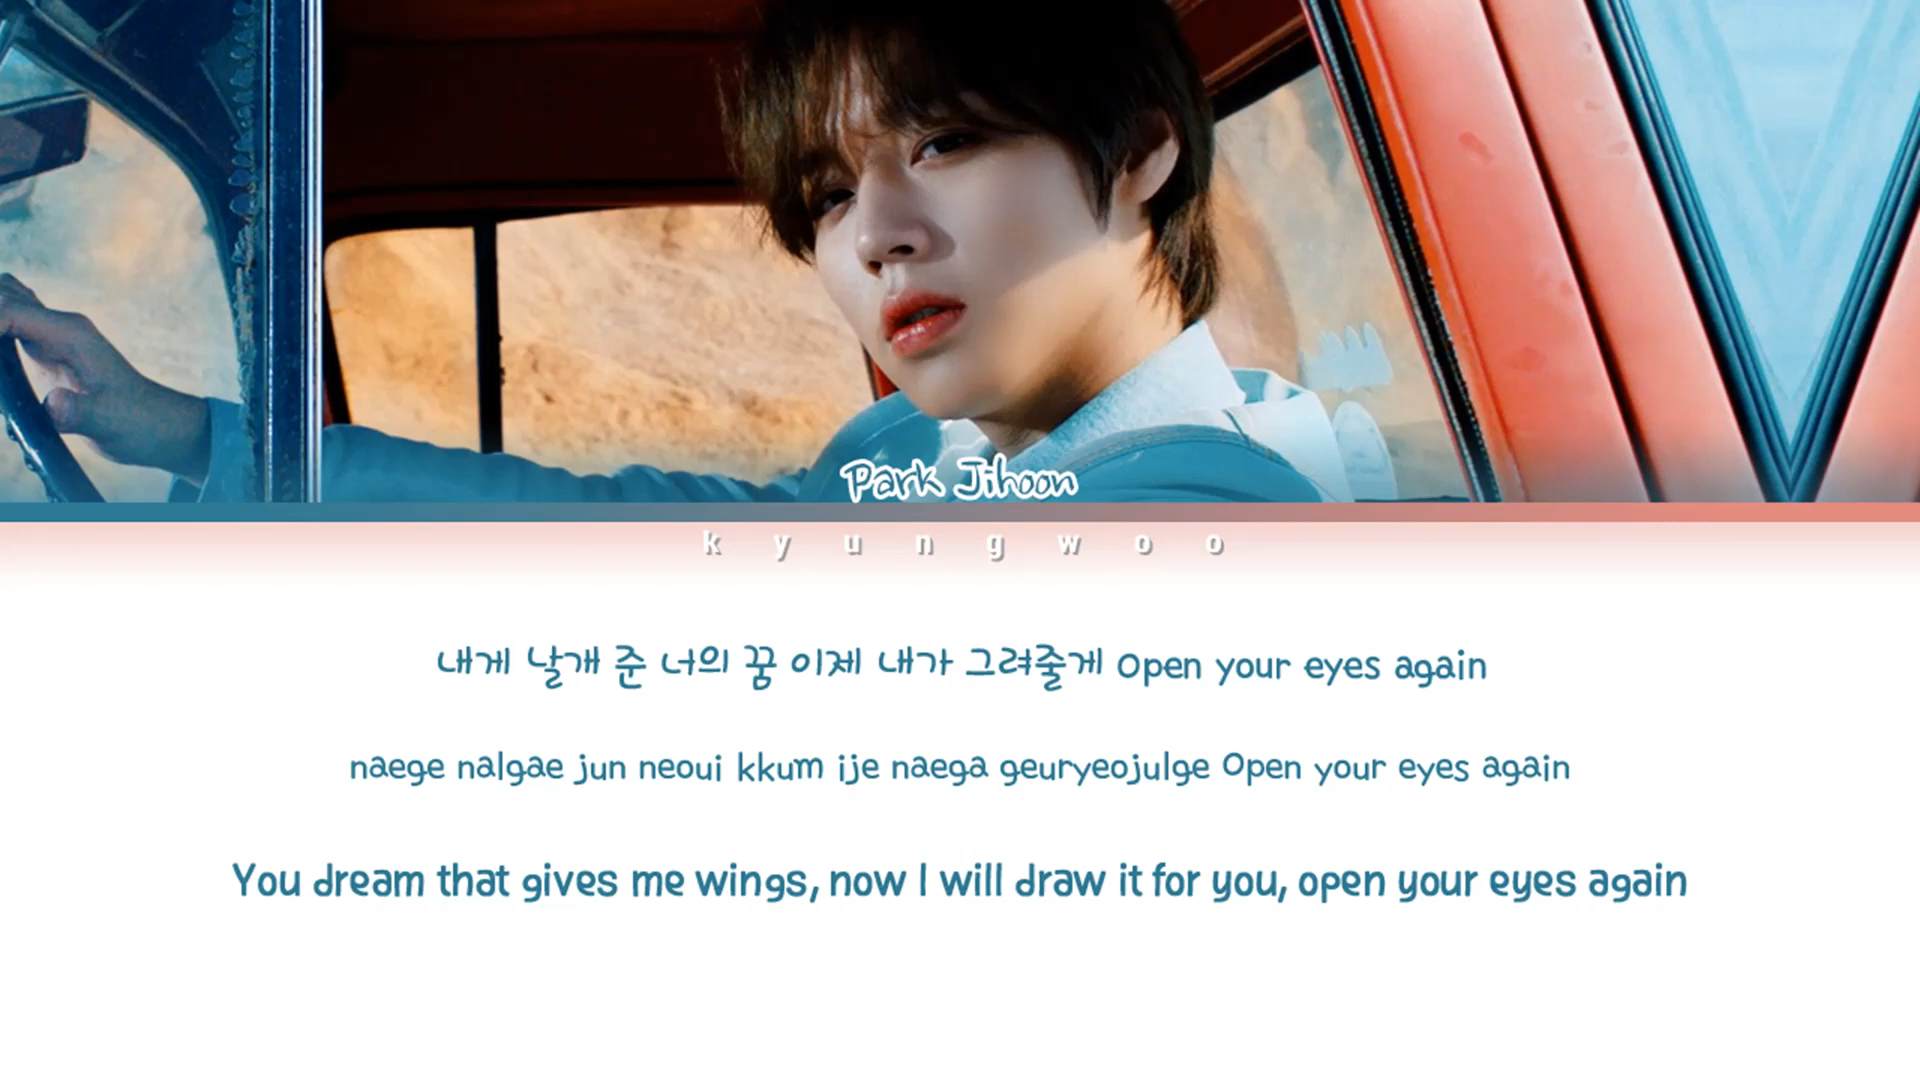 Park Jihoon
kyungwoo
내게 날개 준 너의 꿈 이제 내가 그려줄게 Open your eyes again
naege nalgae jun neoui kkum ije naega geuryeojulge Open your eyes again
You dream that gives me wings, now I will draw it for you, open your eyes again